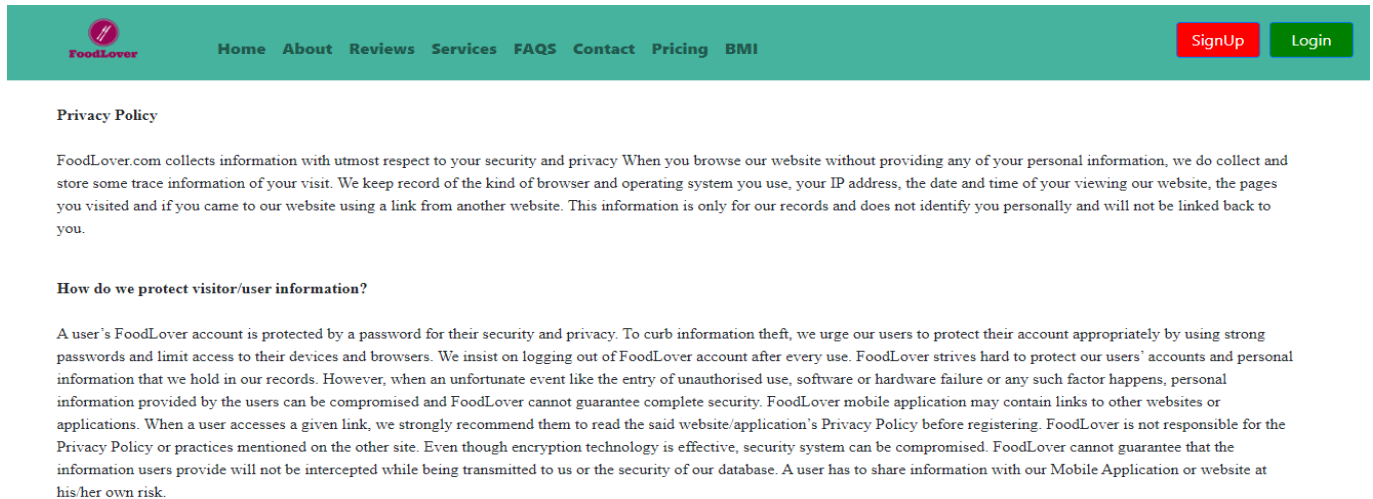 FoodLover
Home About Reviews Services FAQS Contact Pricing BMI
SignUp
Login
Privacy Policy
FoodLover.com collects information with utmost respect to your security and privacy When you browse our website without providing any of your personal information, we do collect and
store some trace information of your visit. We keep record of the kind of browser and operating system you use, your IP address, the date and time of your viewing our website, the pages
you visited and if you came to our website using a link from another website. This information is only for our records and does not identify you personally and will not be linked back to
you.
How do we protect visitor/user information?
A user’s FoodLover account is protected by a password for their security and privacy. To curb information theft, we urge our users to protect their account appropriately by using strong
passwords and limit access to their devices and browsers. We insist on logging out of FoodLover account after every use. FoodLover strives hard to protect our users’ accounts and personal
information that we hold in our records. However, when an unfortunate event like the entry of unauthorised use, software or hardware failure or any such factor happens, personal
information provided by the users can be compromised and FoodLover cannot guarantee complete security. FoodLover mobile application may contain links to other websites or
applications. When a user accesses a given link, we strongly recommend them to read the said website/application’s Privacy Policy before registering. FoodLover is not responsible for the
Privacy Policy or practices mentioned on the other site. Even though encryption technology is effective, security system can be compromised. FoodLover cannot guarantee that the
information users provide will not be intercepted while being transmitted to us or the security of our database. A user has to share information with our Mobile Application or website at
his/her own risk.